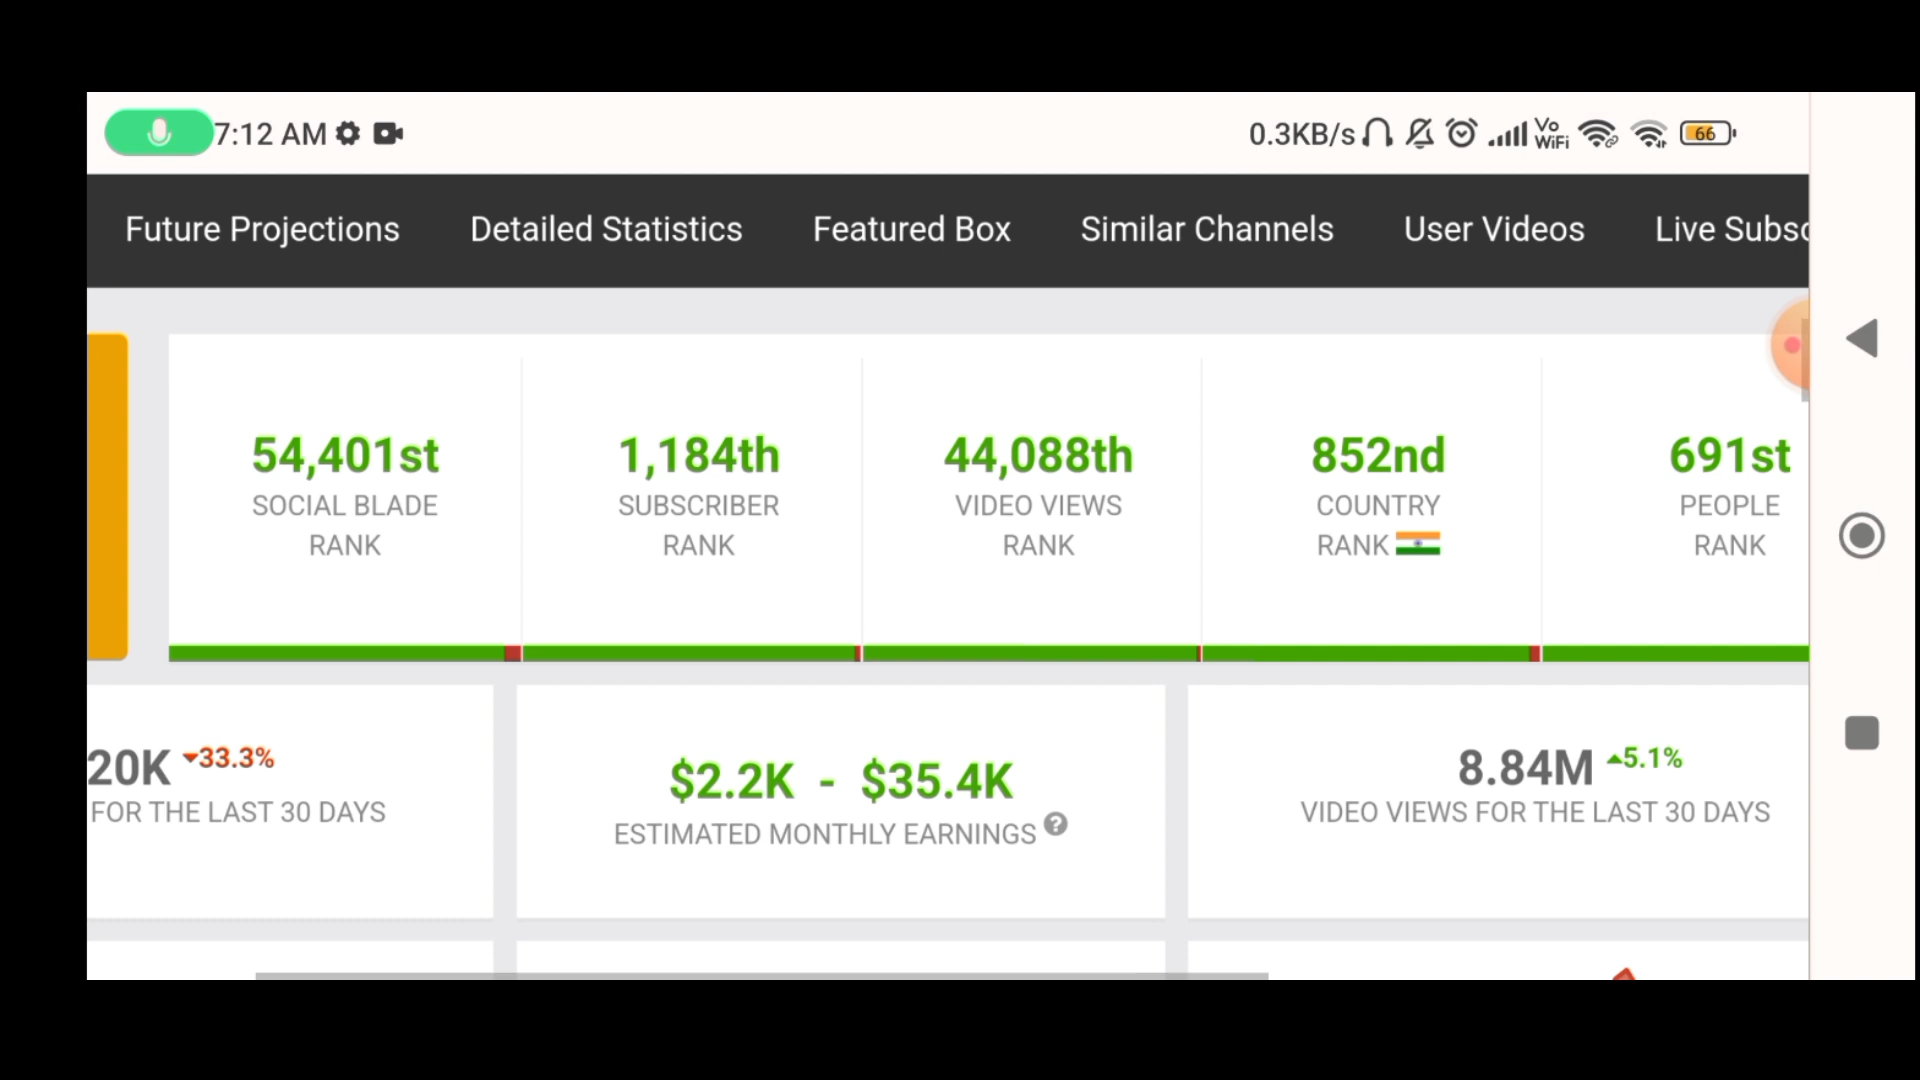 7:12 AM
0.3KB/s Vo WiFi 66
Future Projections Detailed Statistics Featured Box Similar Channels User Videos Live Subsc
54,401st 1,184th 44,088th 852nd 691st
SOCIAL BLADE SUBSCRIBER VIDEO VIEWS COUNTRY PEOPLE
RANK RANK RANK RANK RANK
20K 33.3%
FOR THE LAST 30 DAYS
$2.2K - $35.4K
ESTIMATED MONTHLY EARNINGS ?
8.84M 5.1%
VIDEO VIEWS FOR THE LAST 30 DAYS